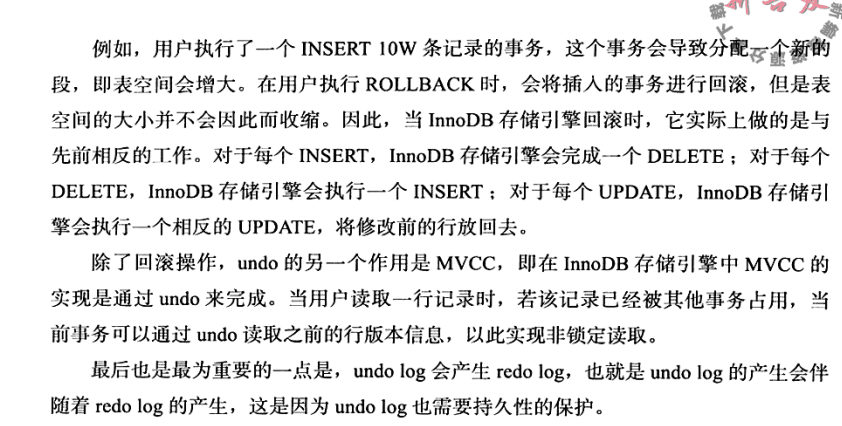 例如，用户执行了一个 INSERT 10W 条记录的事务，这个事务会导致分配一个新的
段，即表空间会增大。在用户执行 ROLLBACK 时，会将插入的事务进行回滚，但是表
空间的大小并不会因此而收缩。因此，当 InnoDB 存储引擎回滚时，它实际上做的是与
先前相反的工作。对于每个 INSERT，InnoDB 存储引擎会完成一个 DELETE；对于每个
DELETE，InnoDB 存储引擎会执行一个 INSERT；对于每个 UPDATE，InnoDB 存储引
擎会执行一个相反的 UPDATE，将修改前的行放回去。
除了回滚操作，undo 的另一个作用是 MVCC，即在 InnoDB 存储引擎中 MVCC 的
实现是通过 undo 来完成。当用户读取一行记录时，若该记录已经被其他事务占用，当
前事务可以通过 undo 读取之前的行版本信息，以此实现非锁定读取。
最后也是最为重要的一点是，undo log 会产生 redo log，也就是 undo log 的产生会伴
随着 redo log 的产生，这是因为 undo log 也需要持久性的保护。